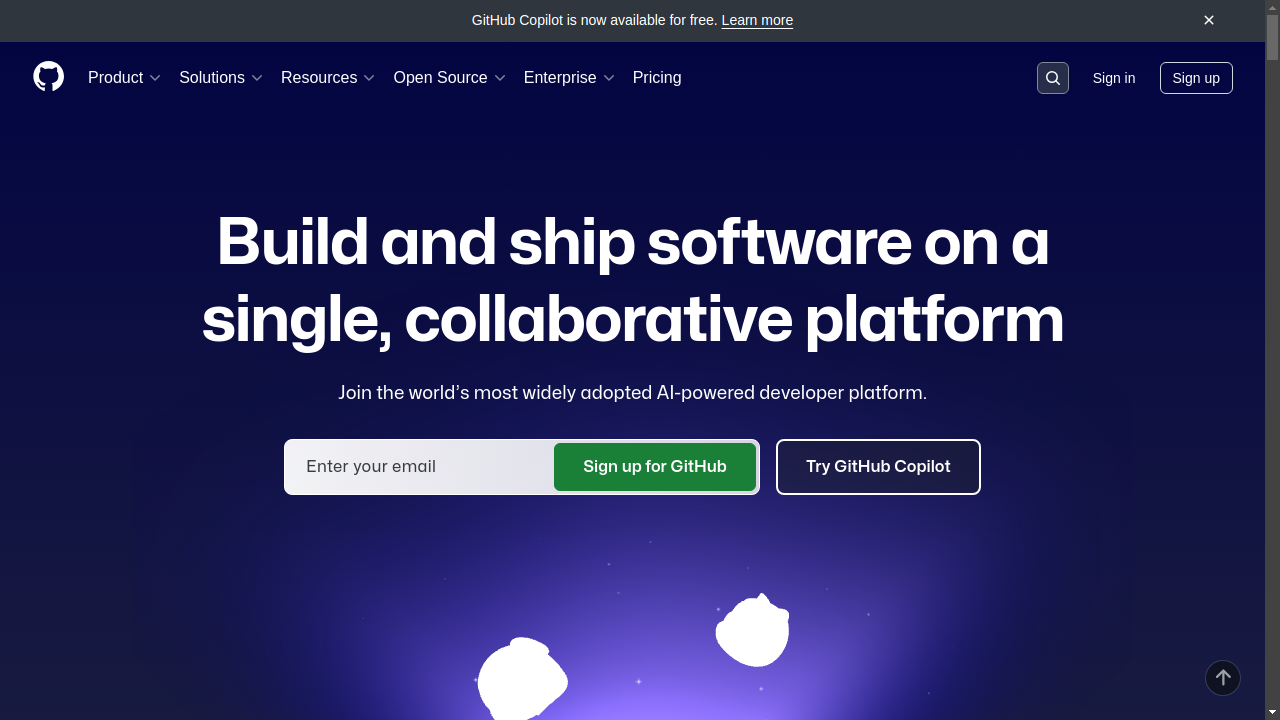 GitHub Copilot is now available for free. Learn more
Product Solutions Resources Open Source Enterprise Pricing Sign in Sign up
Build and ship software on a
single, collaborative platform
Join the world’s most widely adopted AI-powered developer platform.
Enter your email Sign up for GitHub Try GitHub Copilot